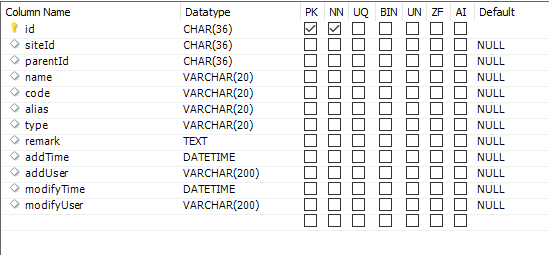 Column Name Datatype PK NN UQ BIN UN ZF AI Default
id CHAR(36)
siteId CHAR(36) NULL
parentId CHAR(36) NULL
name VARCHAR(20) NULL
code VARCHAR(20) NULL
alias VARCHAR(20) NULL
type VARCHAR(20) NULL
remark TEXT NULL
addTime DATETIME NULL
addUser VARCHAR(200) NULL
modifyTime DATETIME NULL
modifyUser VARCHAR(200) NULL